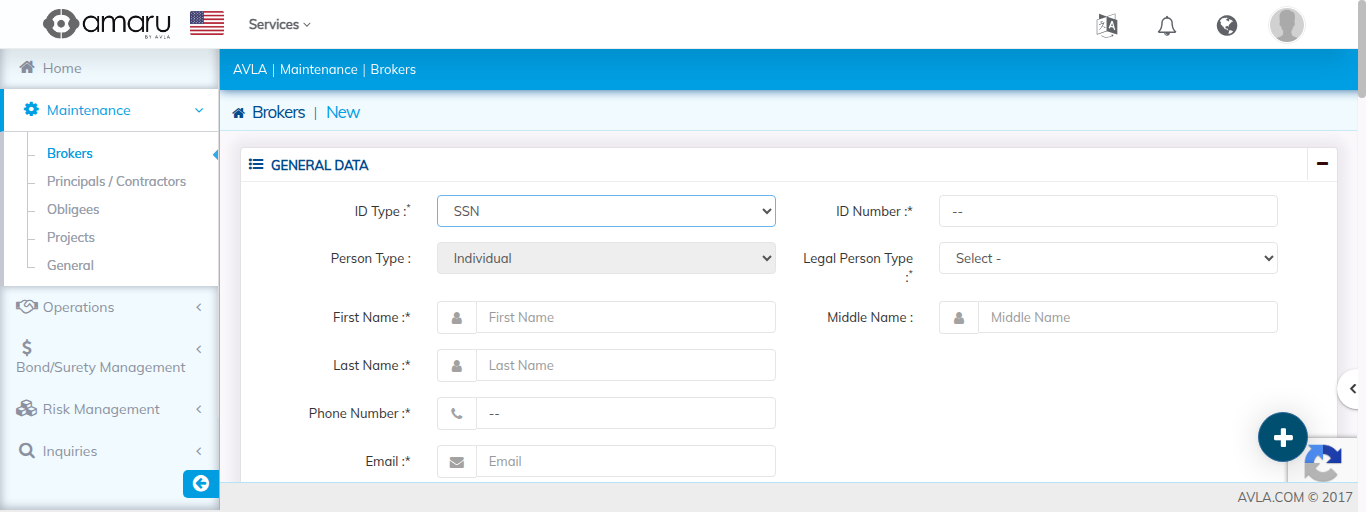 amaru
BY AVLA
Services
Home
AVLA | Maintenance | Brokers
Maintenance
Brokers | New
Brokers
Principals / Contractors
Obligees
Projects
General
Operations
Bond/Surety Management
Risk Management
Inquiries
GENERAL DATA
ID Type :*
SSN
ID Number :*
--
Person Type :
Individual
Legal Person Type
:*
Select -
First Name :*
First Name
Middle Name :
Middle Name
Last Name :*
Last Name
Phone Number :*
--
Email :*
Email
AVLA.COM © 2017